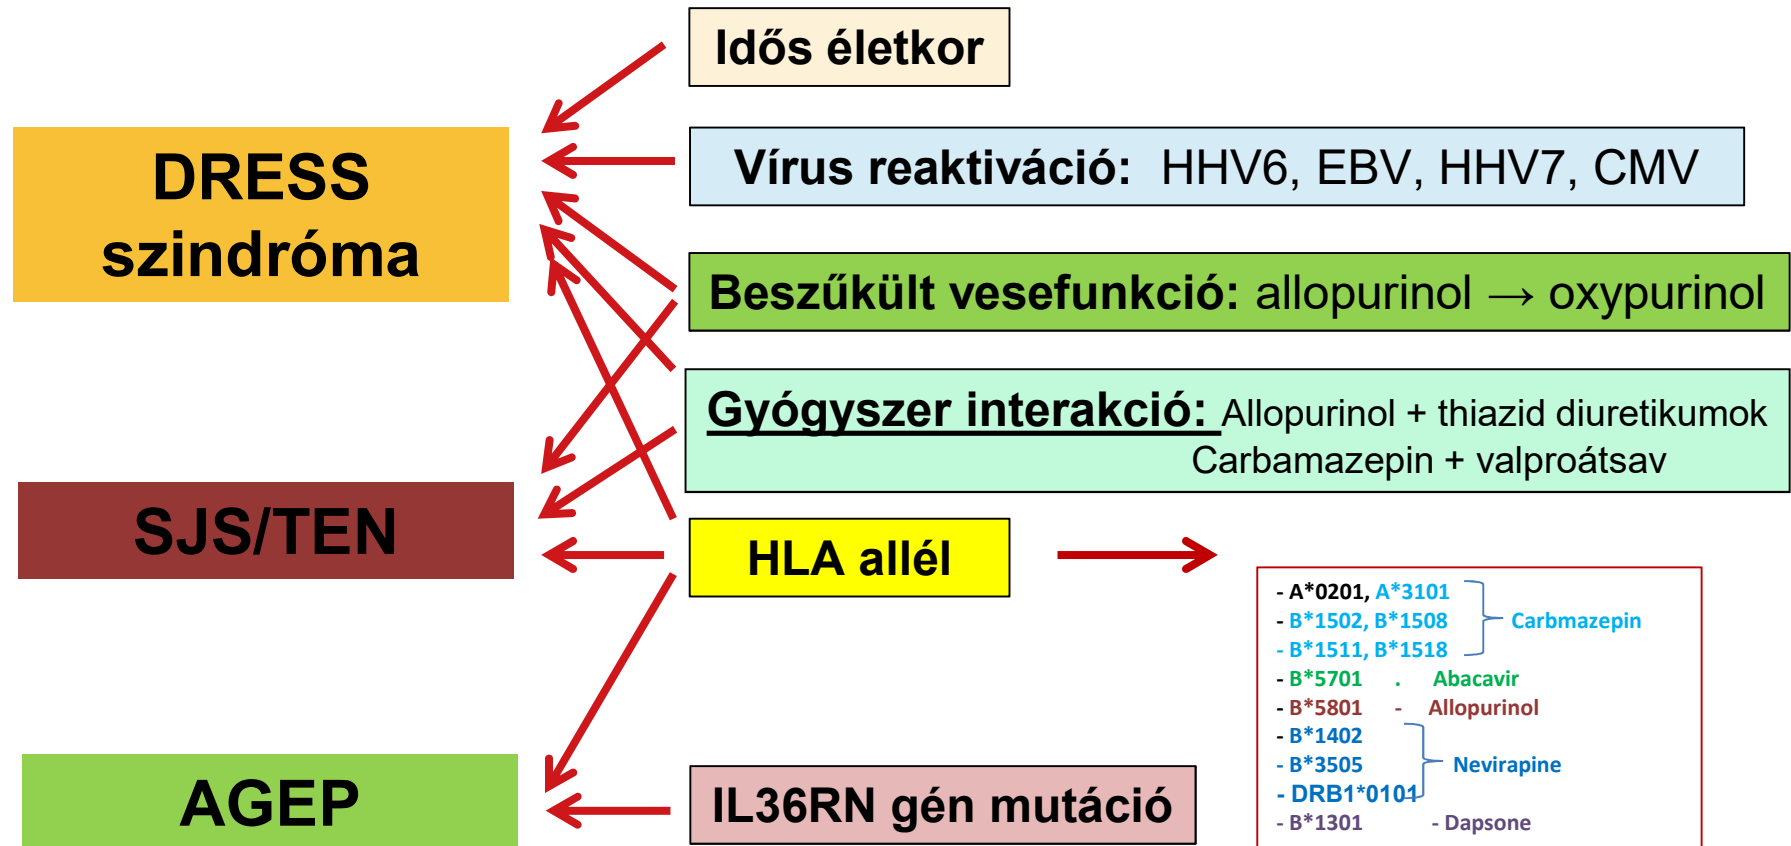 Idős életkor
DRESS
szindróma
Vírus reaktiváció: HHV6, EBV, HHV7, CMV
Beszűkült vesefunkció: allopurinol → oxypurinol
Gyógyszer interakció: Allopurinol + thiazid diuretikumok
Carbamazepin + valproátsav
SJS/TEN
HLA allél
- A*0201, A*3101
- B*1502, B*1508 Carbmazepin
- B*1511, B*1518
- B*5701 . Abacavir
- B*5801 - Allopurinol
- B*1402
- B*3505 Nevirapine
- DRB1*0101
- B*1301 - Dapsone
AGEP
IL36RN gén mutáció